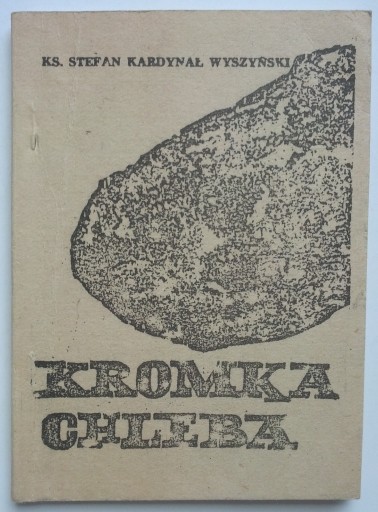 KS. STEFAN KARDYNAŁ WYSZYŃSKI
KROMKA
CHLEBA